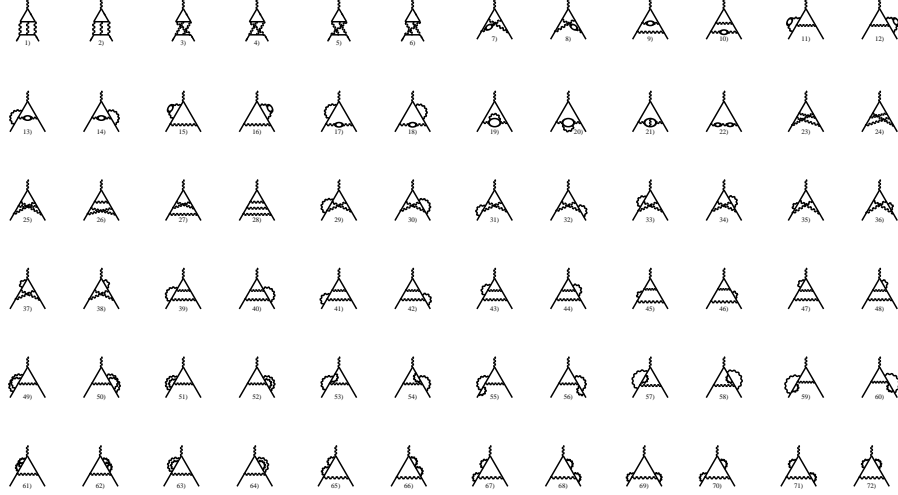 1) 2) 3) 4) 5) 6) 7) 8) 9) 10) 11) 12)
13) 14) 15) 16) 17) 18) 19) 20) 21) 22) 23) 24)
25) 26) 27) 28) 29) 30) 31) 32) 33) 34) 35) 36)
37) 38) 39) 40) 41) 42) 43) 44) 45) 46) 47) 48)
49) 50) 51) 52) 53) 54) 55) 56) 57) 58) 59) 60)
61) 62) 63) 64) 65) 66) 67) 68) 69) 70) 71) 72)